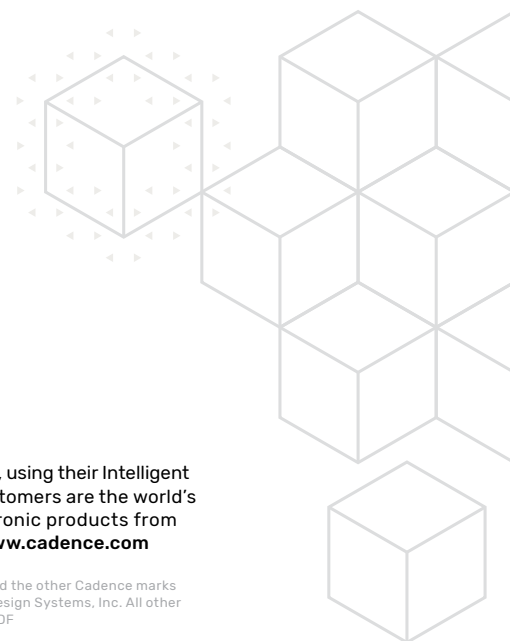 , using their Intelligent
tomers are the world's
ronic products from
w.cadence.com
d the other Cadence marks
esign Systems, Inc. All other
DF